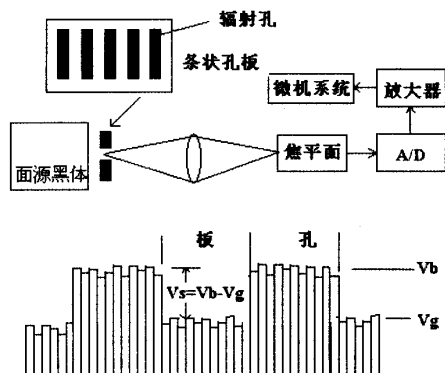 辐射孔
条状孔板
微机系统
放大器
面源黑体
焦平面
A/D
板
孔
Vb
Vs=Vb-Vg
Vg